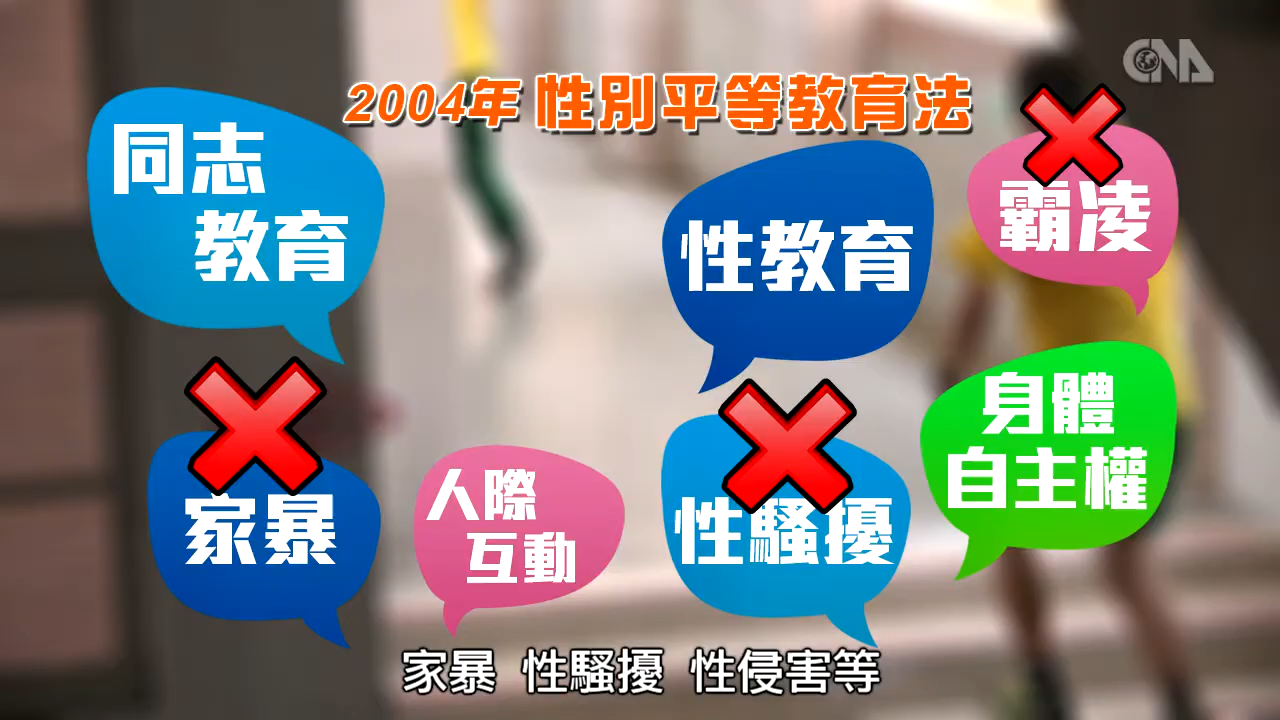 CNA
2004年 性別平等教育法
同志
教育
性教育
霸凌
家暴
人際
互動
性騷擾
身體
自主權
家暴 性騷擾 性侵害等